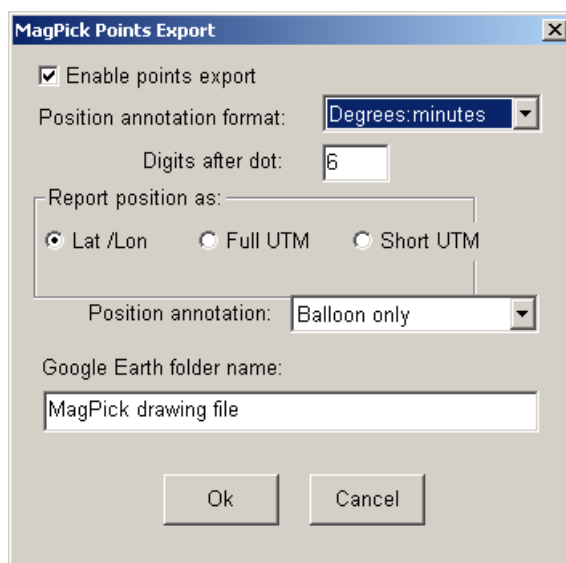 MagPick Points Export
Enable points export
Position annotation format: Degrees:minutes
Digits after dot: 6
Report position as:
Lat /Lon Full UTM Short UTM
Position annotation: Balloon only
Google Earth folder name:
MagPick drawing file
Ok Cancel